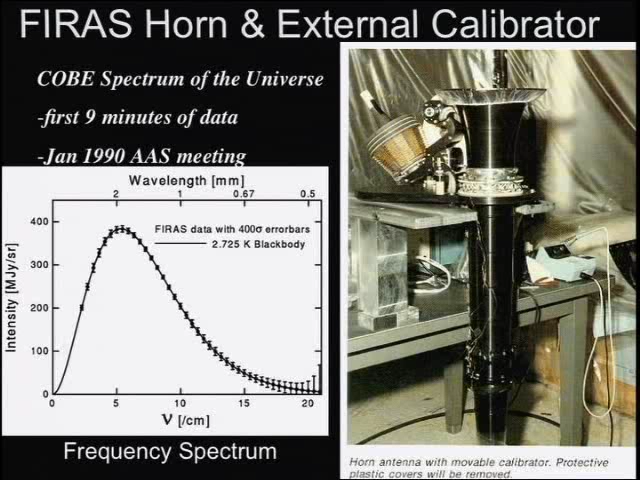 FIRAS Horn & External Calibrator
COBE Spectrum of the Universe
-first 9 minutes of data
-Jan 1990 AAS meeting
Wavelength [mm]
2 1 0.67 0.5
FIRAS data with 400σ errorbars
2.725 K Blackbody
Intensity [MJy/sr]
400
300
200
100
0
0 5 10 15 20
ν [/cm]
Frequency Spectrum
Horn antenna with movable calibrator. Protective
plastic covers will be removed.